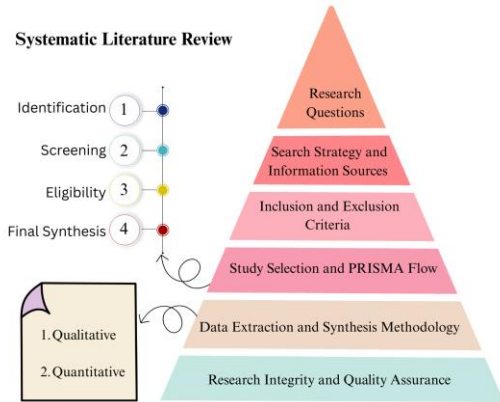 Systematic Literature Review
Identification 1
Screening 2
Eligibility 3
Final Synthesis 4
1. Qualitative
2. Quantitative
Research
Questions
Search Strategy and
Information Sources
Inclusion and Exclusion
Criteria
Study Selection and PRISMA Flow
Data Extraction and Synthesis Methodology
Research Integrity and Quality Assurance